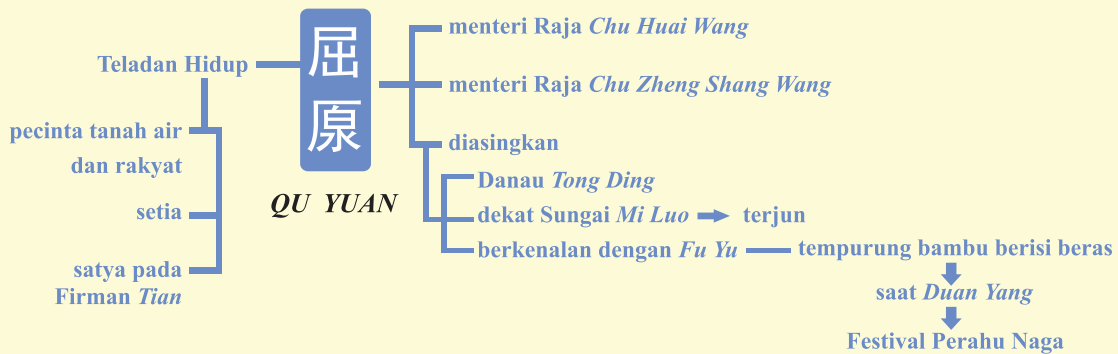 Teladan Hidup
pecinta tanah air
dan rakyat
setia
satya pada
Firman Tian
屈
原
QU YUAN
menteri Raja Chu Huai Wang
menteri Raja Chu Zheng Shang Wang
diasingkan
Danau Tong Ding
dekat Sungai Mi Luo terjun
berkenalan dengan Fu Yu tempurung bambu berisi beras
saat Duan Yang
Festival Perahu Naga